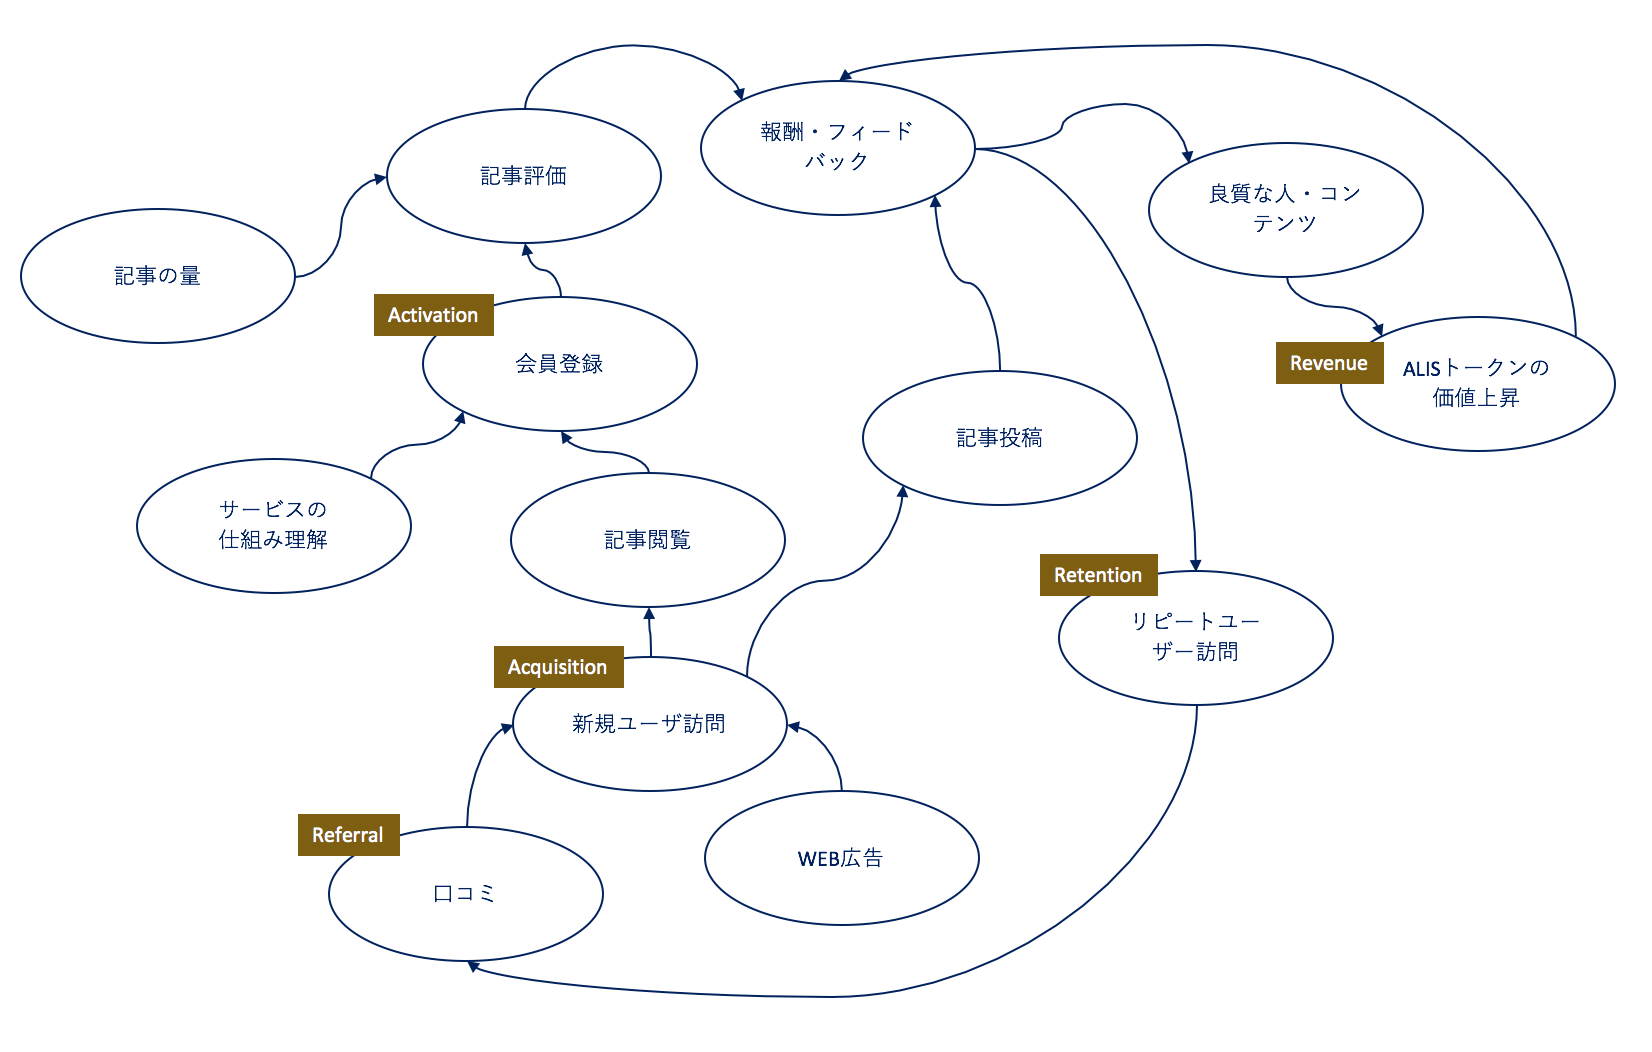 報酬・フィード
バック
記事評価
良質な人・コン
テンツ
記事の量
Activation
会員登録
Revenue
ALISトークンの
価値上昇
記事投稿
サービスの
仕組み理解
記事閲覧
Retention
リピートユー
ザー訪問
Acquisition
新規ユーザ訪問
Referral
口コミ
WEB広告